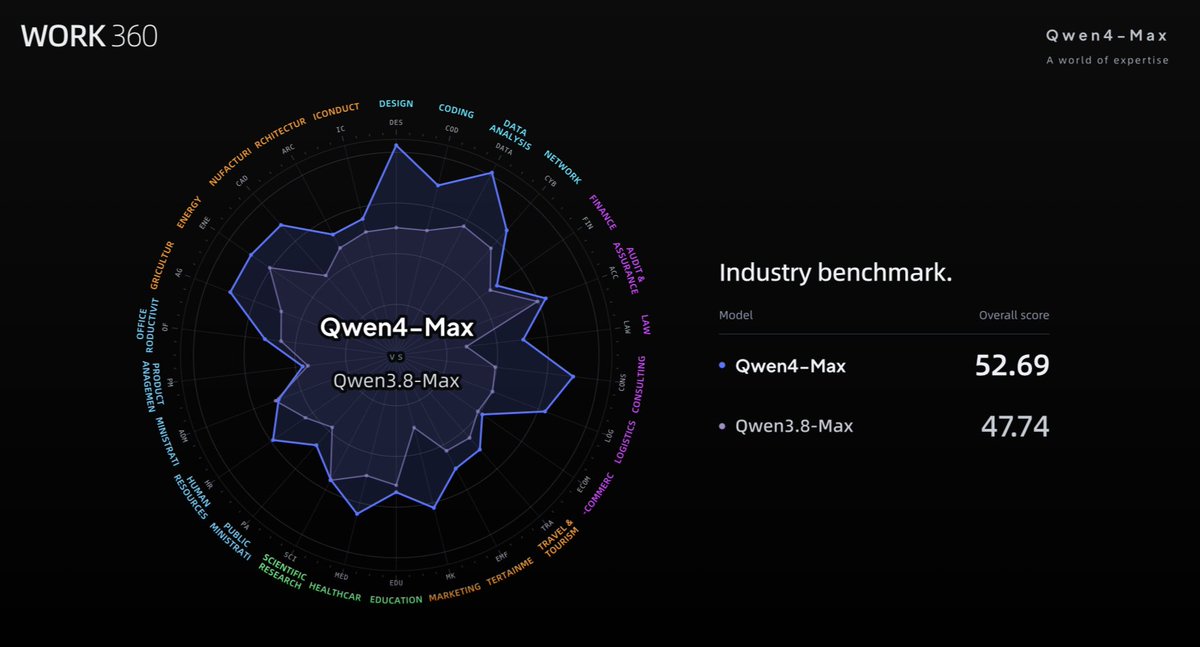 WORK 360
Qwen4-Max
A world of expertise
DESIGN
CODING
DATA
ANALYSIS
NETWORK
FINANCE
AUDIT &
ASSURANCE
LAW
CONSULTING
LOGISTICS
-COMMERC
TRAVEL &
TOURISM
TERTAINME
MARKETING
EDUCATION
HEALTHCAR
SCIENTIFIC
RESEARCH
PUBLIC
MINISTRATI
HUMAN
RESOURCES
MINISTRATI
PRODUCT
ANAGEMEN
OFFICE
RODUCTIVIT
GRICULTUR
ENERGY
NUFACTURI
RCHITECTUR
ICONDUCT
DES
COD
DATA
CYB
FIN
ACC
LAW
CONS
LOG
ECOM
TRA
EMF
MK
EDU
MED
SCI
PA
HR
ADM
PM
OF
AG
ENE
CAD
ARC
IC
Qwen4-Max
VS
Qwen3.8-Max
Industry benchmark.
Model Overall score
Qwen4-Max 52.69
Qwen3.8-Max 47.74